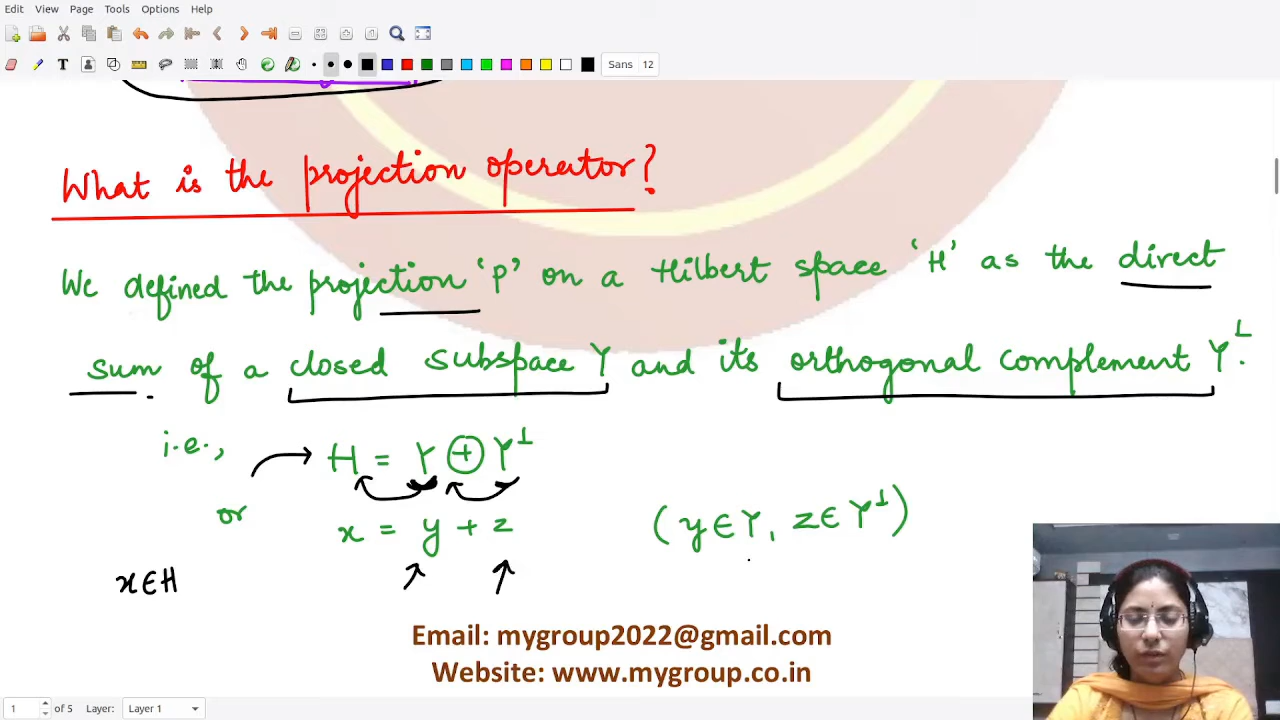 Edit View Page Tools Options Help
Sans 12
What is the projection operator?
We defined the projection 'P' on a Hilbert space 'H' as the direct
sum of a closed subspace Y and its orthogonal complement Y⊥.
i.e., H = Y ⊕ Y⊥
or x = y + z (y ∈ Y, z ∈ Y⊥)
x ∈ H
Email: mygroup2022@gmail.com
Website: www.mygroup.co.in
1 of 5 Layer: Layer 1